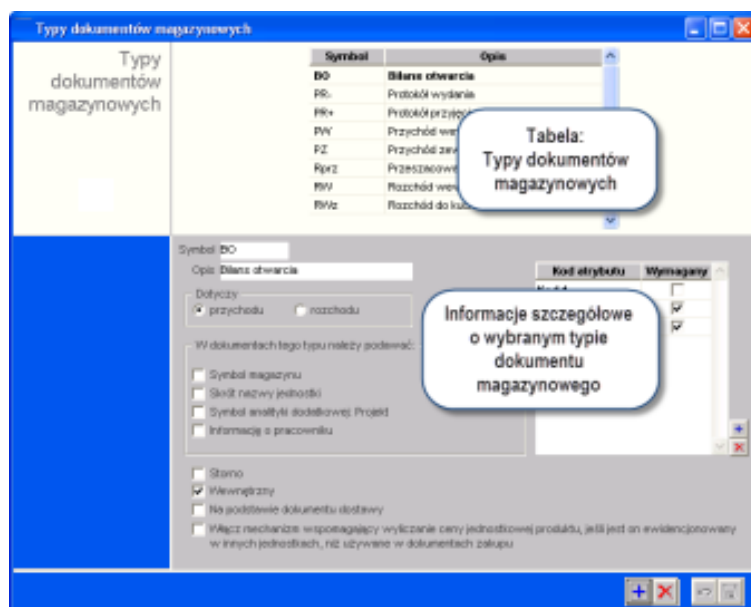 Typy dokumentów magazynowych
Typy
dokumentów
magazynowych
Symbol Opis
BO Bilans otwarcia
PR- Protokół wydania
PR+ Protokół przyjęcia
PW Przychód
PZ Przychód
Rprz
RW Rozchód
RWz Rozchód do
Tabela:
Typy dokumentów
magazynowych
Symbol BO
Opis Bilans otwarcia
Dotyczy
przychodu rozchodu
W dokumentach tego typu należy podawać:
Symbol magazynu
Skrót nazwy jednostki
Symbol analityki dodatkowej: Projekt
Informację o pracowniku
Kod atrybutu Wymagany
Informacje szczegółowe
o wybranym typie
dokumentu
magazynowego
Storno
Wewnętrzny
Na podstawie dokumentu dostawy
Włącz mechanizm wspomagający wyliczanie ceny jednostkowej produktu, jeśli jest on ewidencjonowany
w innych jednostkach, niż używane w dokumentach zakupu